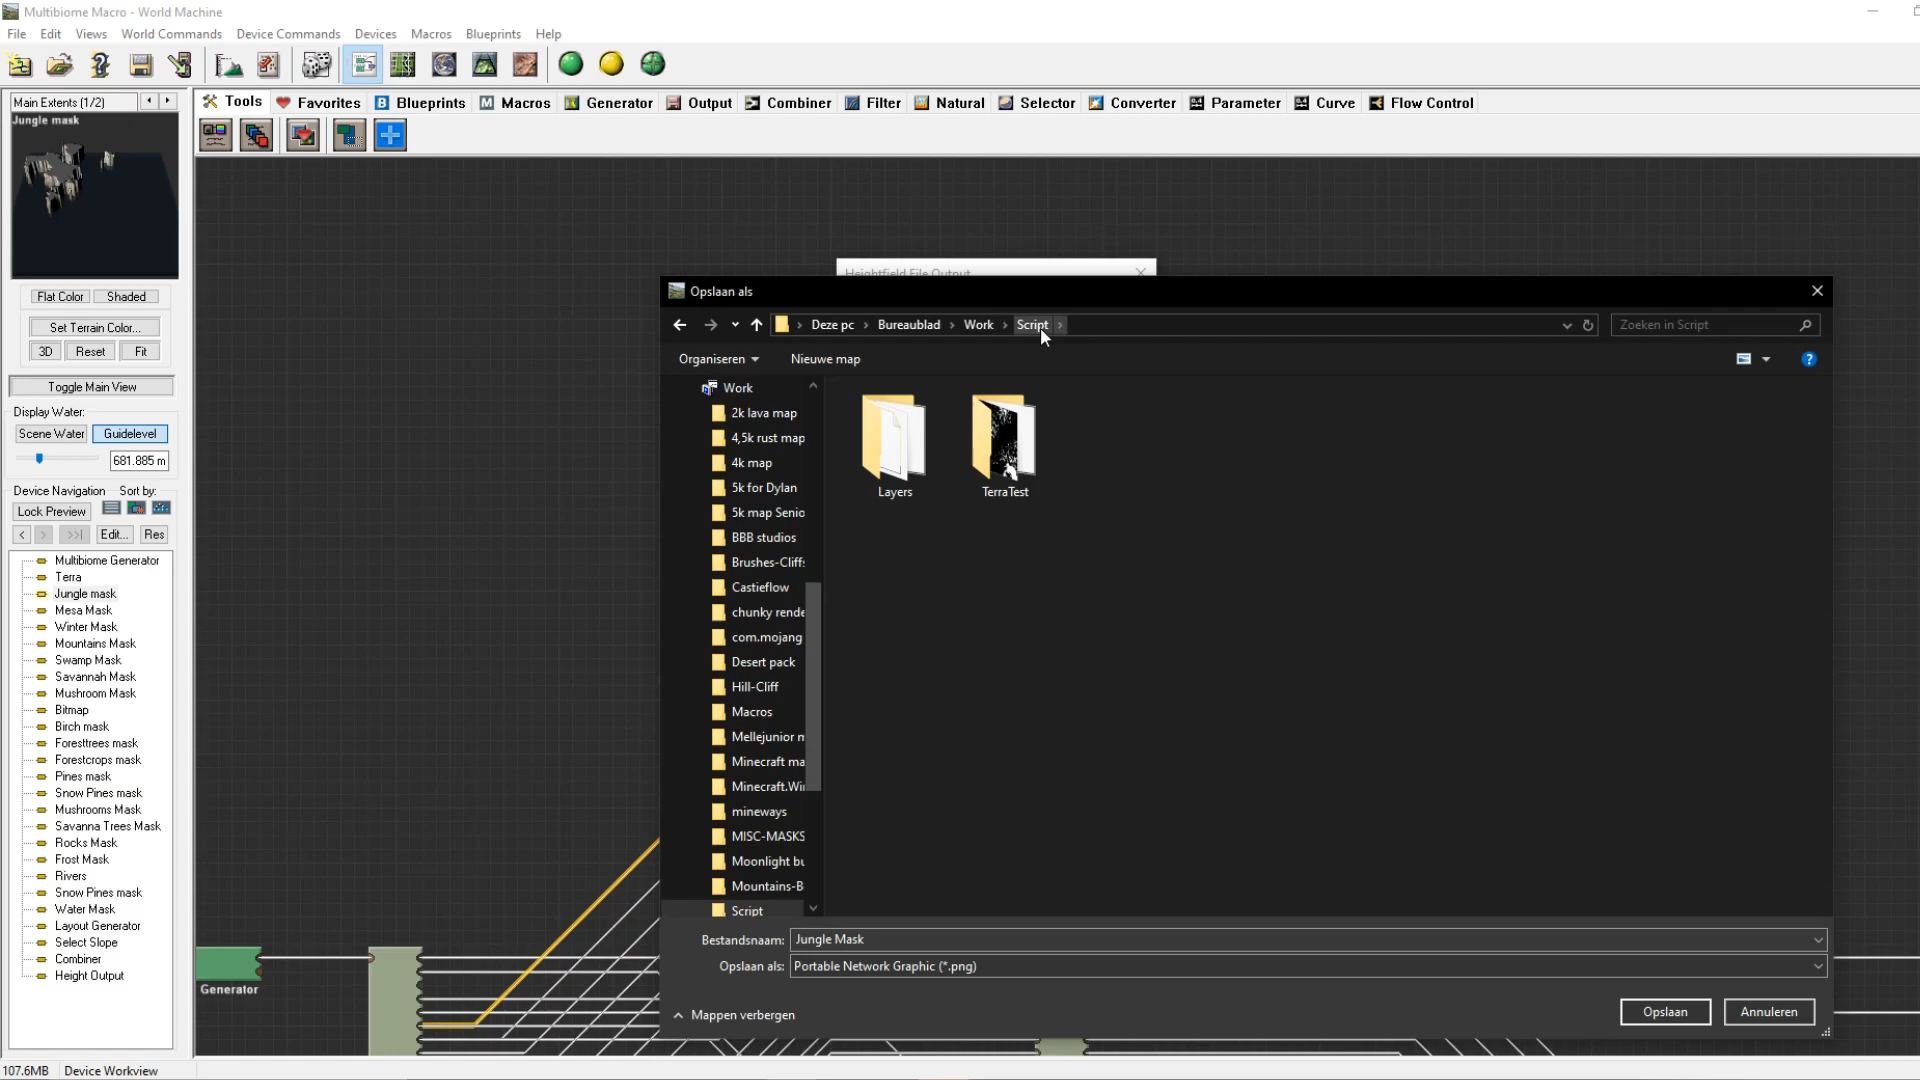 Multibiome Macro - World Machine
File Edit Views World Commands Device Commands Devices Macros Blueprints Help
Main Extents (1/2)
Tools Favorites Blueprints Macros Generator Output Combiner Filter Natural Selector Converter Parameter Curve Flow Control
Jungle mask
Flat Color Shaded
Set Terrain Color...
3D Reset Fit
Toggle Main View
Display Water:
Scene Water Guidelevel
681.885 m
Device Navigation Sort by:
Lock Preview
< > >>| Edit... Res
Multibiome Generator
Terra
Jungle mask
Mesa Mask
Winter Mask
Mountains Mask
Swamp Mask
Savannah Mask
Mushroom Mask
Bitmap
Birch mask
Foresttrees mask
Forestcrops mask
Pines mask
Snow Pines mask
Mushrooms Mask
Savanna Trees Mask
Rocks Mask
Frost Mask
Rivers
Snow Pines mask
Water Mask
Layout Generator
Select Slope
Combiner
Height Output
Generator
107.6MB Device Workview
Heightfield File Output
Opslaan als
Deze pc > Bureaublad > Work > Script >
Zoeken in Script
Organiseren Nieuwe map
Work
2k lava map
4,5k rust map
4k map
5k for Dylan
5k map Senio
BBB studios
Brushes-Cliff
Castieflow
chunky rende
com.mojang
Desert pack
Hill-Cliff
Macros
Mellejunior m
Minecraft ma
Minecraft.Wi
mineways
MISC-MASKS
Moonlight bu
Mountains-B
Script
Layers
TerraTest
Bestandsnaam: Jungle Mask
Opslaan als: Portable Network Graphic (*.png)
Mappen verbergen
Opslaan Annuleren